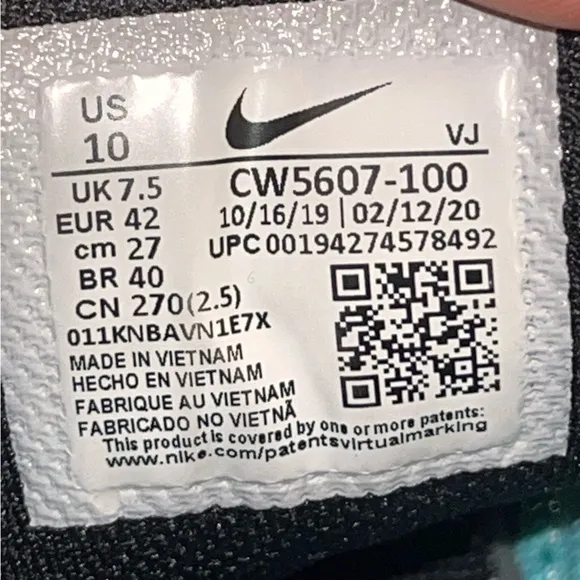 US
10
VJ
UK 7.5
EUR 42
cm 27
BR 40
CN 270(2.5)
CW5607-100
10/16/19 | 02/12/20
UPC 00194274578492
011KNBAVN1E7X
MADE IN VIETNAM
HECHO EN VIETNAM
FABRIQUE AU VIETNAM
FABRICADO NO VIETNÃ
This product is covered by one or more patents:
www.nike.com/patentsvirtualmarking